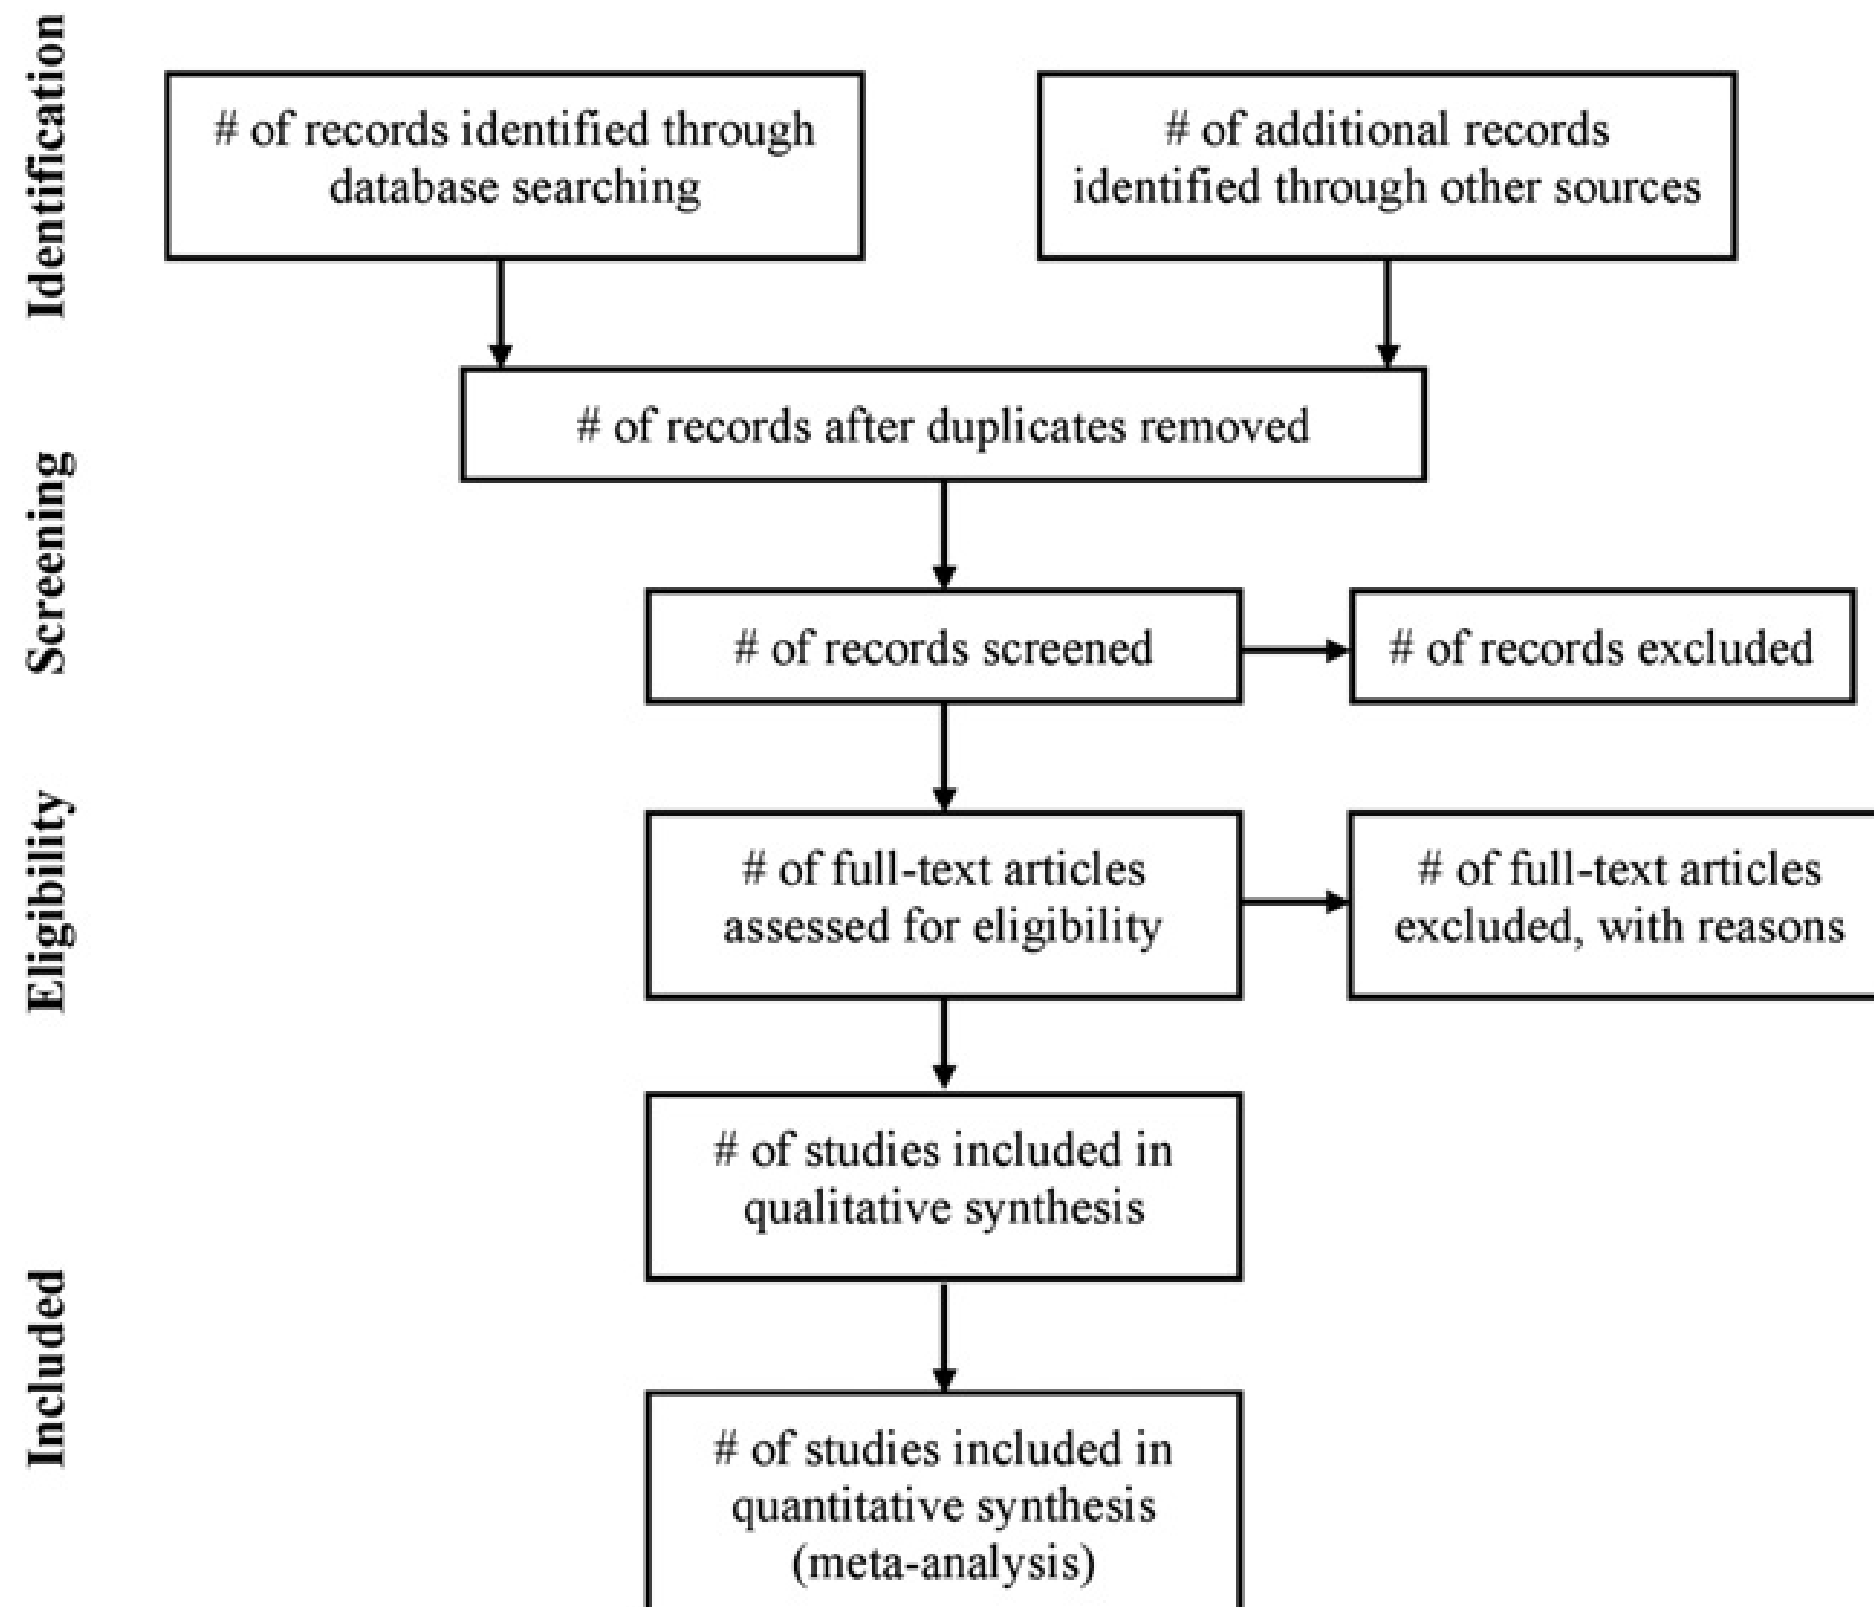 Identification
# of records identified through
database searching
# of additional records
identified through other sources
# of records after duplicates removed
Screening
# of records screened
# of records excluded
Eligibility
# of full-text articles
assessed for eligibility
# of full-text articles
excluded, with reasons
# of studies included in
qualitative synthesis
Included
# of studies included in
quantitative synthesis
(meta-analysis)